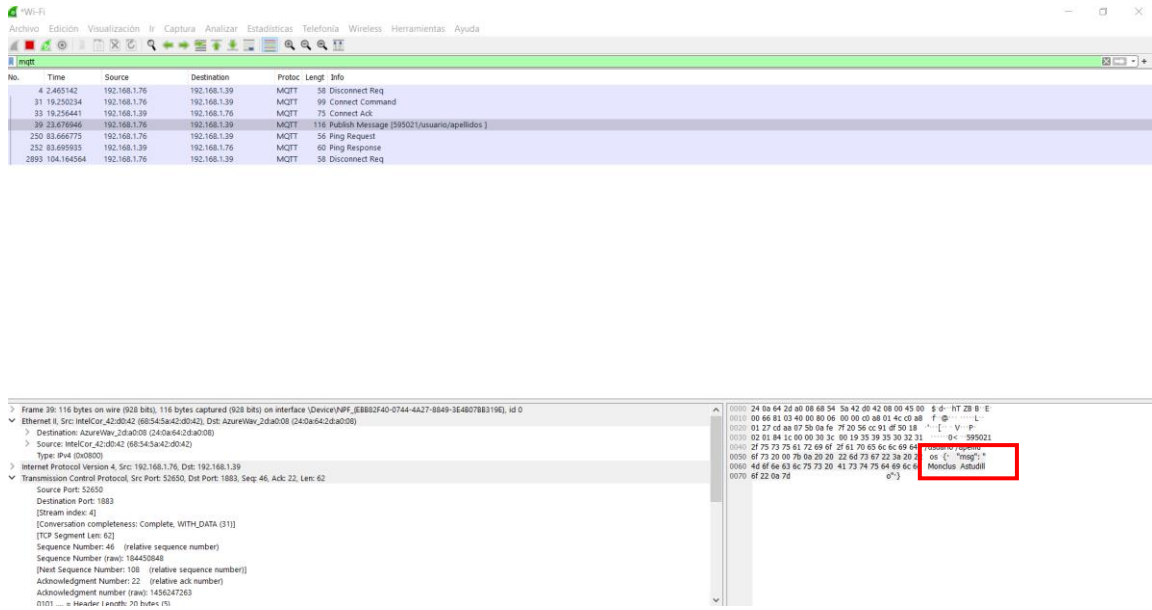 *Wi-Fi
Archivo Edición Visualización Ir Captura Analizar Estadísticas Telefonía Wireless Herramientas Ayuda
mqtt
No. Time Source Destination Protoc Lengt Info
4 2.465142 192.168.1.76 192.168.1.39 MQTT 58 Disconnect Req
31 19.250234 192.168.1.76 192.168.1.39 MQTT 99 Connect Command
33 19.256441 192.168.1.39 192.168.1.76 MQTT 75 Connect Ack
39 23.676946 192.168.1.76 192.168.1.39 MQTT 116 Publish Message [595021/usuario/apellidos ]
250 83.666775 192.168.1.76 192.168.1.39 MQTT 56 Ping Request
252 83.695935 192.168.1.39 192.168.1.76 MQTT 60 Ping Response
2893 104.164564 192.168.1.76 192.168.1.39 MQTT 58 Disconnect Req
Frame 39: 116 bytes on wire (928 bits), 116 bytes captured (928 bits) on interface \Device\NPF_{EBB82F40-0744-4A27-8849-3E4B07BB319E}, id 0
Ethernet II, Src: IntelCor_42:d0:42 (68:54:5a:42:d0:42), Dst: AzureWav_2d:a0:08 (24:0a:64:2d:a0:08)
Destination: AzureWav_2d:a0:08 (24:0a:64:2d:a0:08)
Source: IntelCor_42:d0:42 (68:54:5a:42:d0:42)
Type: IPv4 (0x0800)
Internet Protocol Version 4, Src: 192.168.1.76, Dst: 192.168.1.39
Transmission Control Protocol, Src Port: 52650, Dst Port: 1883, Seq: 46, Ack: 22, Len: 62
Source Port: 52650
Destination Port: 1883
[Stream index: 4]
[Conversation completeness: Complete, WITH_DATA (31)]
[TCP Segment Len: 62]
Sequence Number: 46 (relative sequence number)
Sequence Number (raw): 184450848
[Next Sequence Number: 108 (relative sequence number)]
Acknowledgment Number: 22 (relative ack number)
Acknowledgment number (raw): 1456247263
0101 .... = Header Length: 20 bytes (5)
0000 24 0a 64 2d a0 08 68 54 5a 42 d0 42 08 00 45 00 $·d-··hT ZB·B··E·
0010 00 66 81 03 40 00 80 06 00 00 c0 a8 01 4c c0 a8 ·f··@··· ·····L··
0020 01 27 cd aa 07 5b 0a fe 7f 20 56 cc 91 df 50 18 ·'···[·· · V···P·
0030 02 01 84 1c 00 00 30 3c 00 19 35 39 35 30 32 31 ······0< ··595021
0040 2f 75 73 75 61 72 69 6f 2f 61 70 65 6c 6c 69 64 /usuario /apellid
0050 6f 73 20 00 7b 0a 20 20 22 6d 73 67 22 3a 20 22 os ·{· "msg": "
0060 4d 6f 6e 63 6c 75 73 20 41 73 74 75 64 69 6c 6c Monclus Astudill
0070 6f 22 0a 7d o"·}